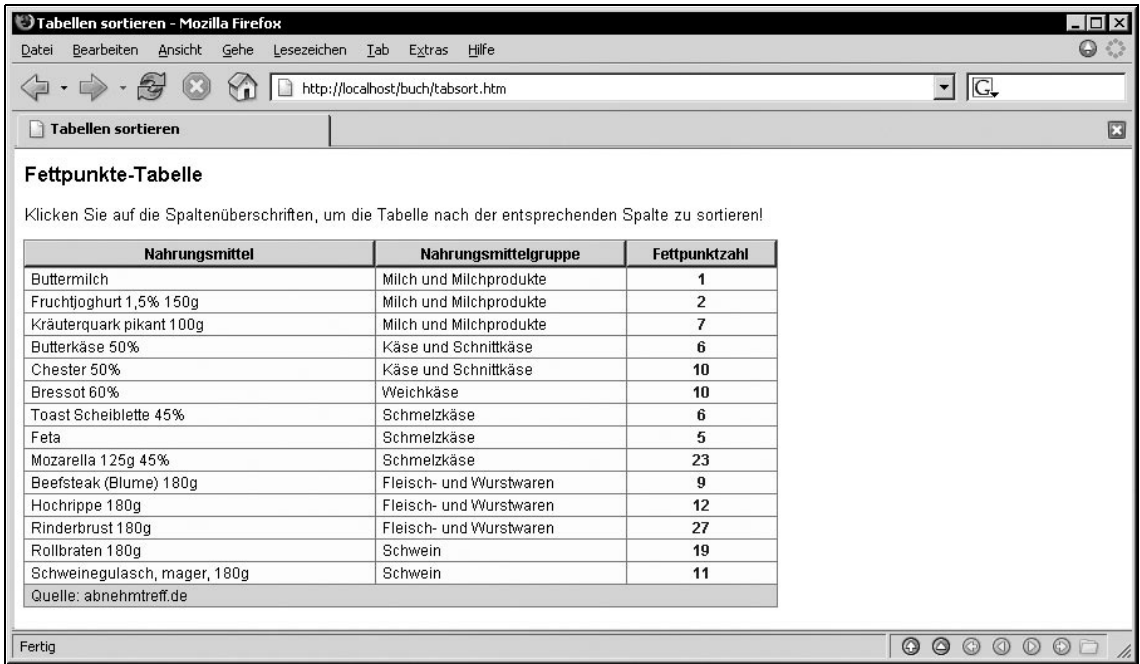 Tabellen sortieren - Mozilla Firefox
Datei Bearbeiten Ansicht Gehe Lesezeichen Tab Extras Hilfe
http://localhost/buch/tabsort.htm
G
Tabellen sortieren
Fettpunkte-Tabelle
Klicken Sie auf die Spaltenüberschriften, um die Tabelle nach der entsprechenden Spalte zu sortieren!
Nahrungsmittel Nahrungsmittelgruppe Fettpunktzahl
Buttermilch Milch und Milchprodukte 1
Fruchtjoghurt 1,5% 150g Milch und Milchprodukte 2
Kräuterquark pikant 100g Milch und Milchprodukte 7
Butterkäse 50% Käse und Schnittkäse 6
Chester 50% Käse und Schnittkäse 10
Bressot 60% Weichkäse 10
Toast Scheiblette 45% Schmelzkäse 6
Feta Schmelzkäse 5
Mozarella 125g 45% Schmelzkäse 23
Beefsteak (Blume) 180g Fleisch- und Wurstwaren 9
Hochrippe 180g Fleisch- und Wurstwaren 12
Rinderbrust 180g Fleisch- und Wurstwaren 27
Rollbraten 180g Schwein 19
Schweinegulasch, mager, 180g Schwein 11
Quelle: abnehmtreff.de
Fertig